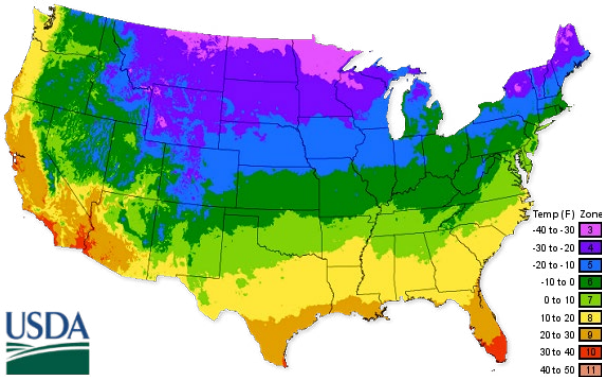 Temp (F) Zone
-40 to -30 3
-30 to -20 4
-20 to -10 5
-10 to 0 6
0 to 10 7
10 to 20 8
20 to 30 9
30 to 40 10
40 to 50 11
USDA